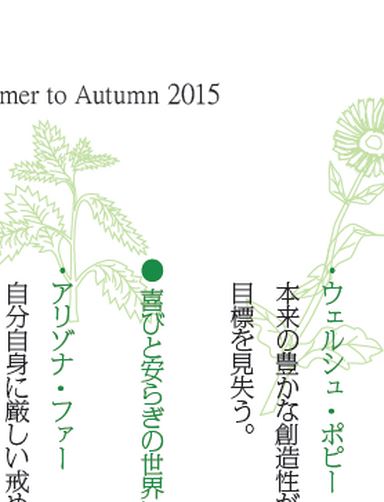 mer to Autumn 2015
・ウェルシュ・ポピー
本来の豊かな創造性が
目標を見失う。
●喜びと安らぎの世界
・アリゾナ・ファー
自分自身に厳しい戒め